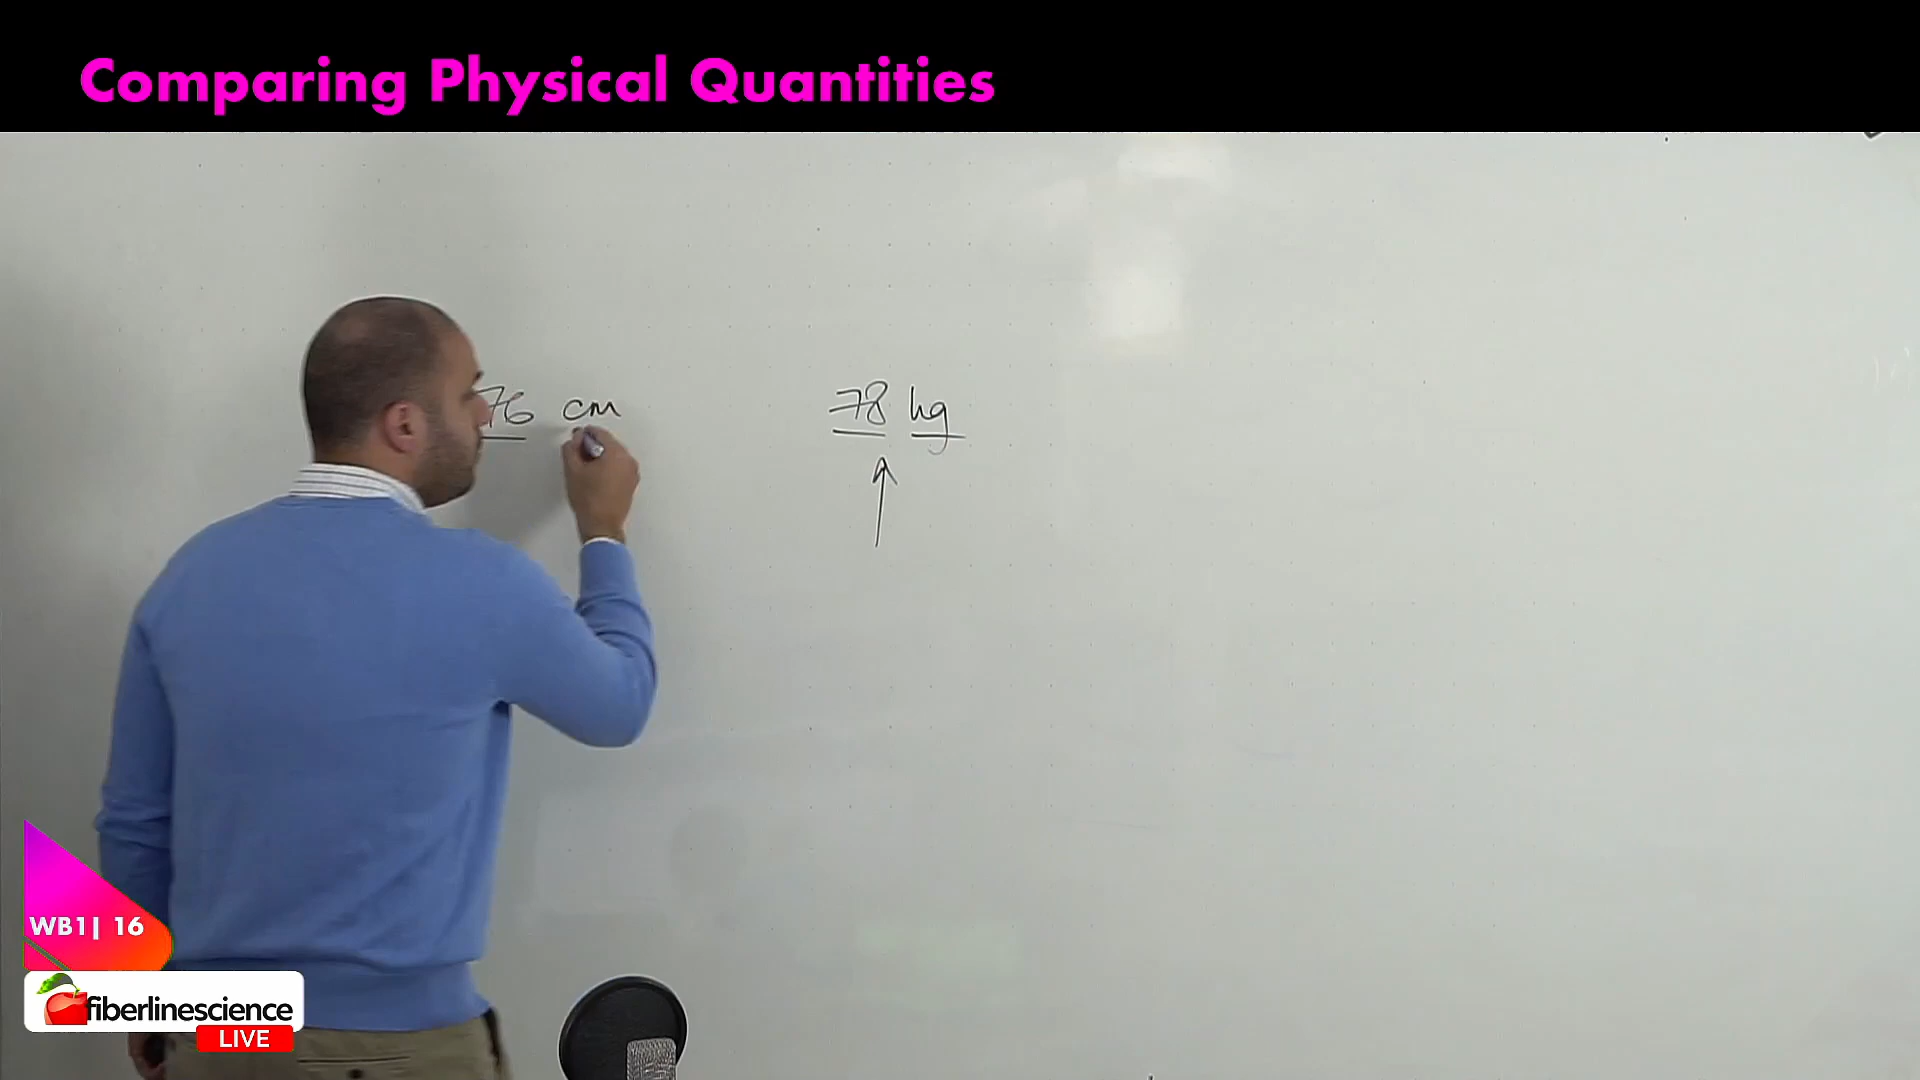 Comparing Physical Quantities
76 cm 78 kg
WB1| 16
fiberlinescience
LIVE